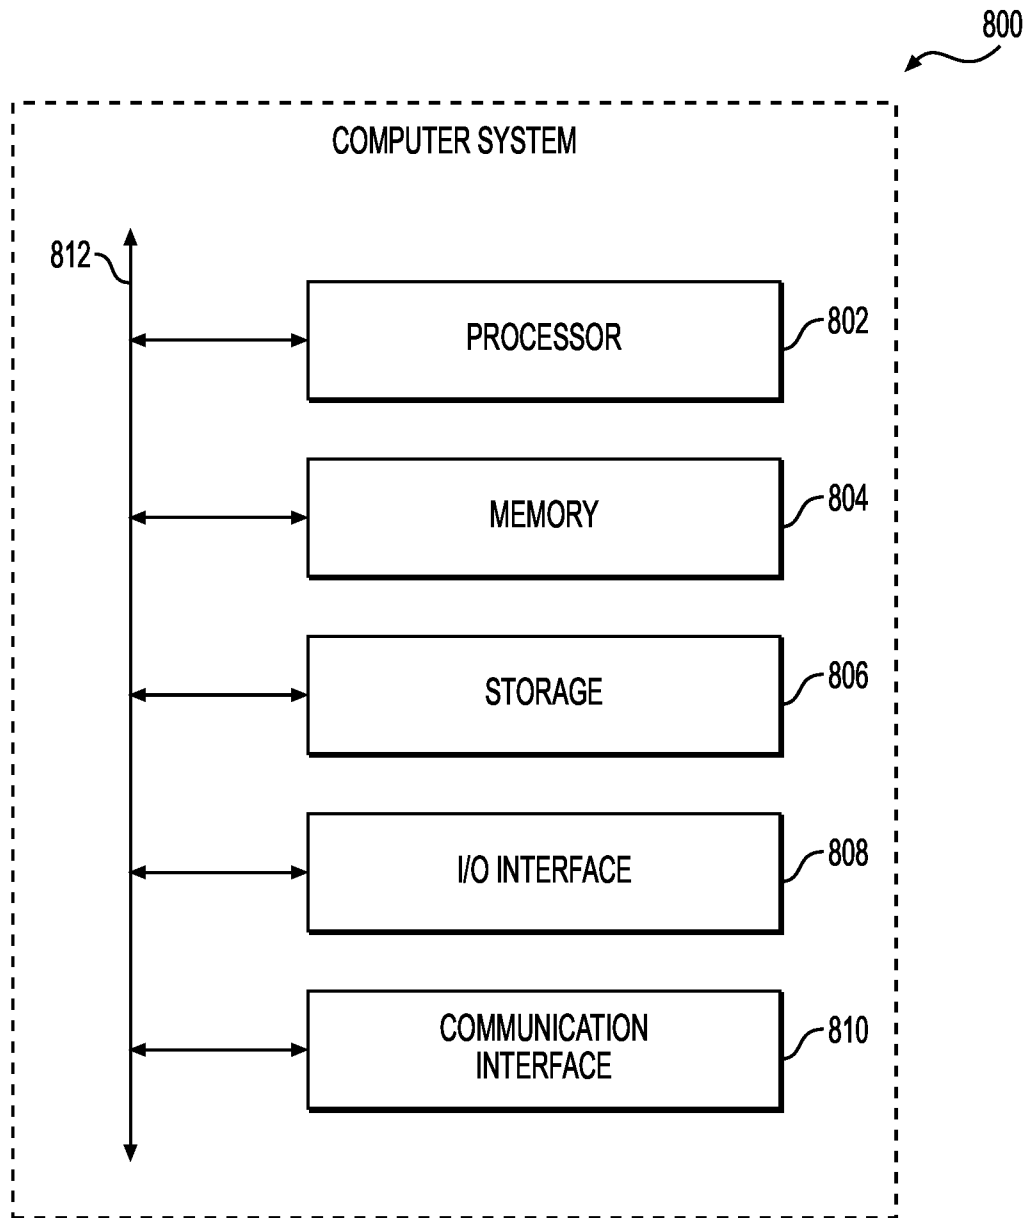 800
COMPUTER SYSTEM
812
PROCESSOR
802
MEMORY
804
STORAGE
806
I/O INTERFACE
808
COMMUNICATION
INTERFACE
810